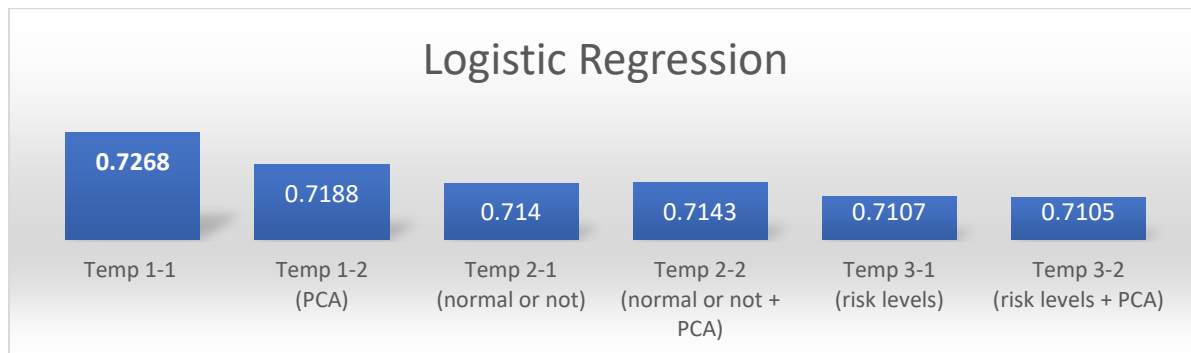 Logistic Regression
0.7268
0.7188
0.714
0.7143
0.7107
0.7105
Temp 1-1
Temp 1-2
(PCA)
Temp 2-1
(normal or not)
Temp 2-2
(normal or not +
PCA)
Temp 3-1
(risk levels)
Temp 3-2
(risk levels + PCA)